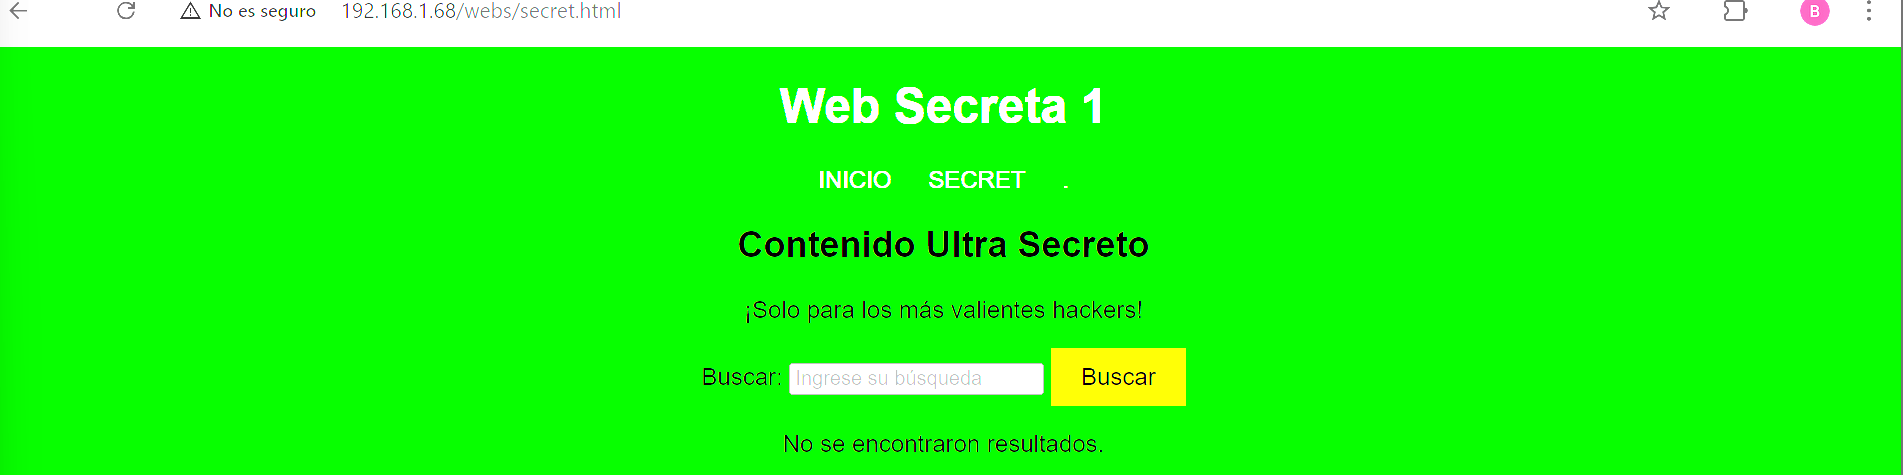 No es seguro 192.168.1.68/webs/secret.html B
Web Secreta 1
INICIO SECRET .
Contenido Ultra Secreto
¡Solo para los más valientes hackers!
Buscar: Ingrese su búsqueda Buscar
No se encontraron resultados.